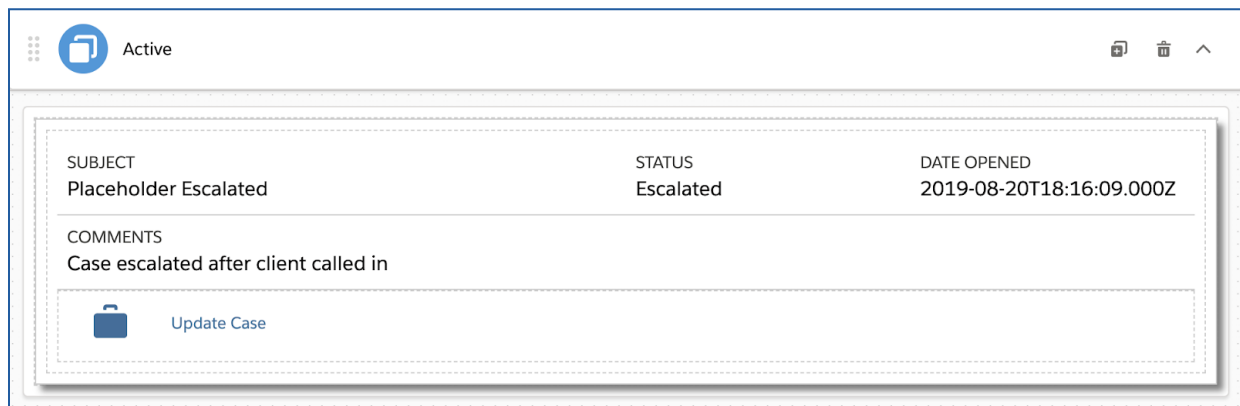 Active
SUBJECT STATUS DATE OPENED
Placeholder Escalated Escalated 2019-08-20T18:16:09.000Z
COMMENTS
Case escalated after client called in
Update Case